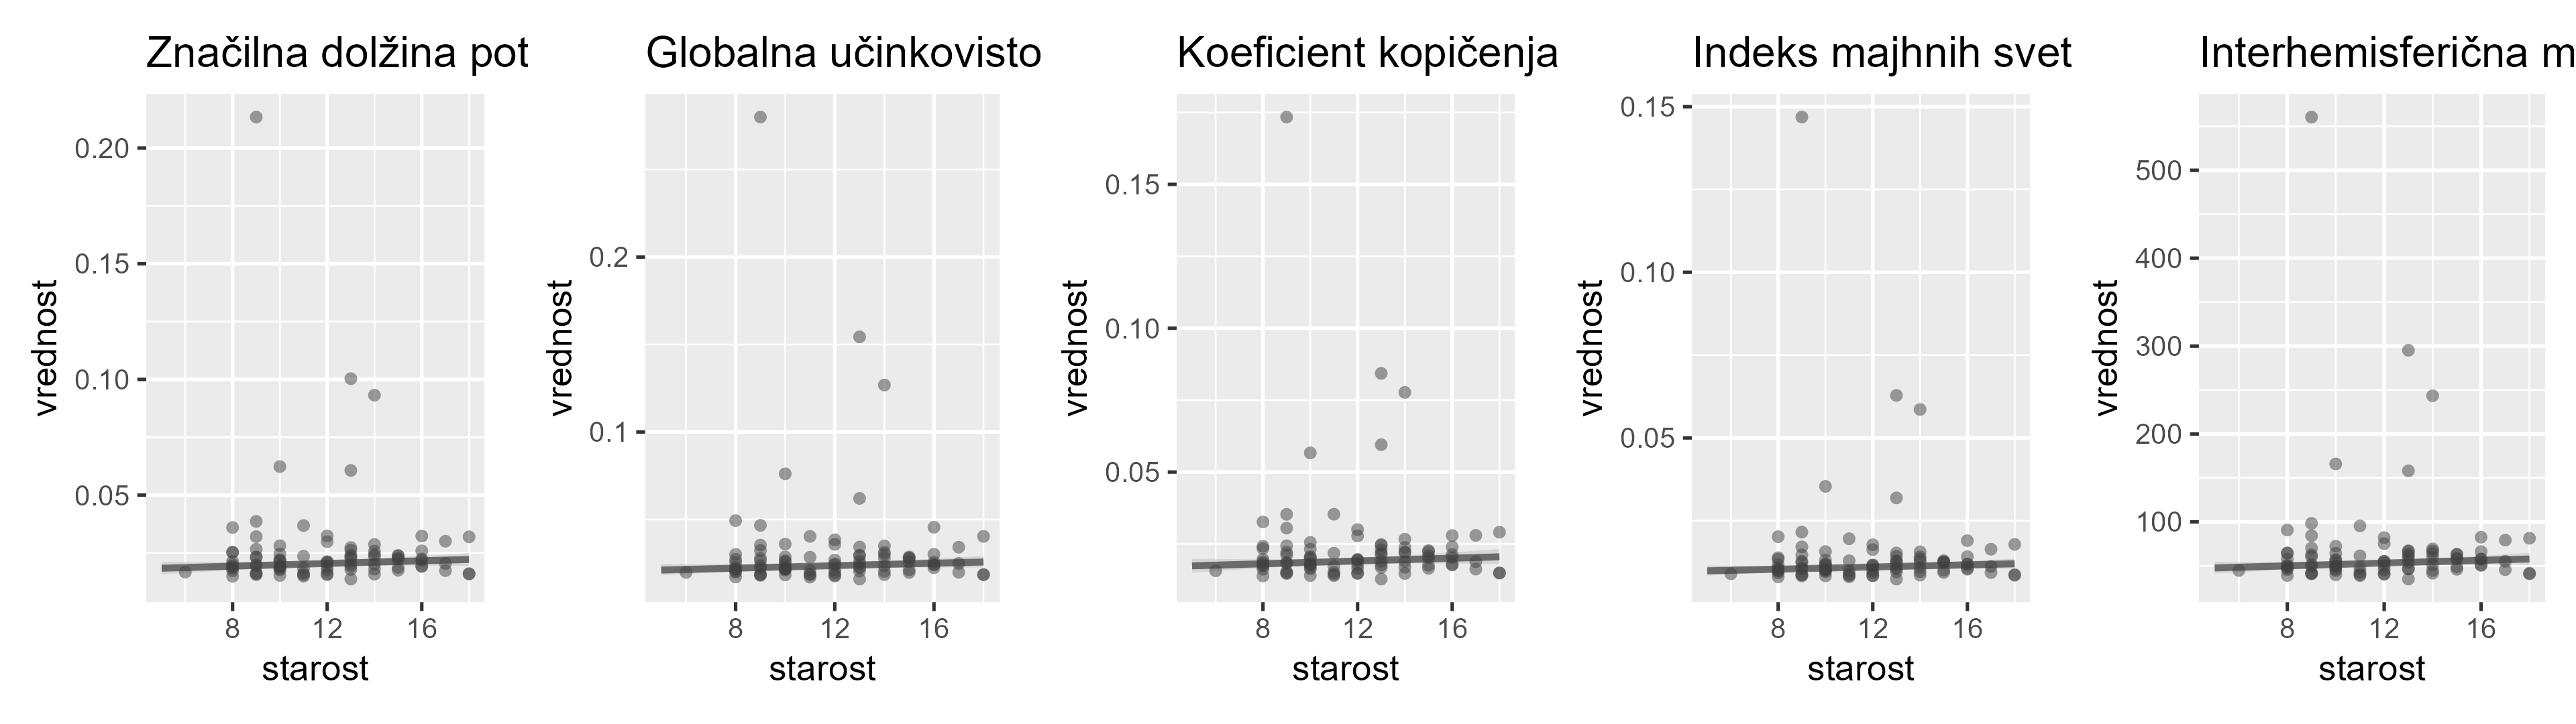 Značilna dolžina pot
vrednost
0.20
0.15
0.10
0.05
8 12 16
starost
Globalna učinkovisto
vrednost
0.2
0.1
8 12 16
starost
Koeficient kopičenja
vrednost
0.15
0.10
0.05
8 12 16
starost
Indeks majhnih svet
vrednost
0.15
0.10
0.05
8 12 16
starost
Interhemisferična m
vrednost
500
400
300
200
100
8 12 16
starost